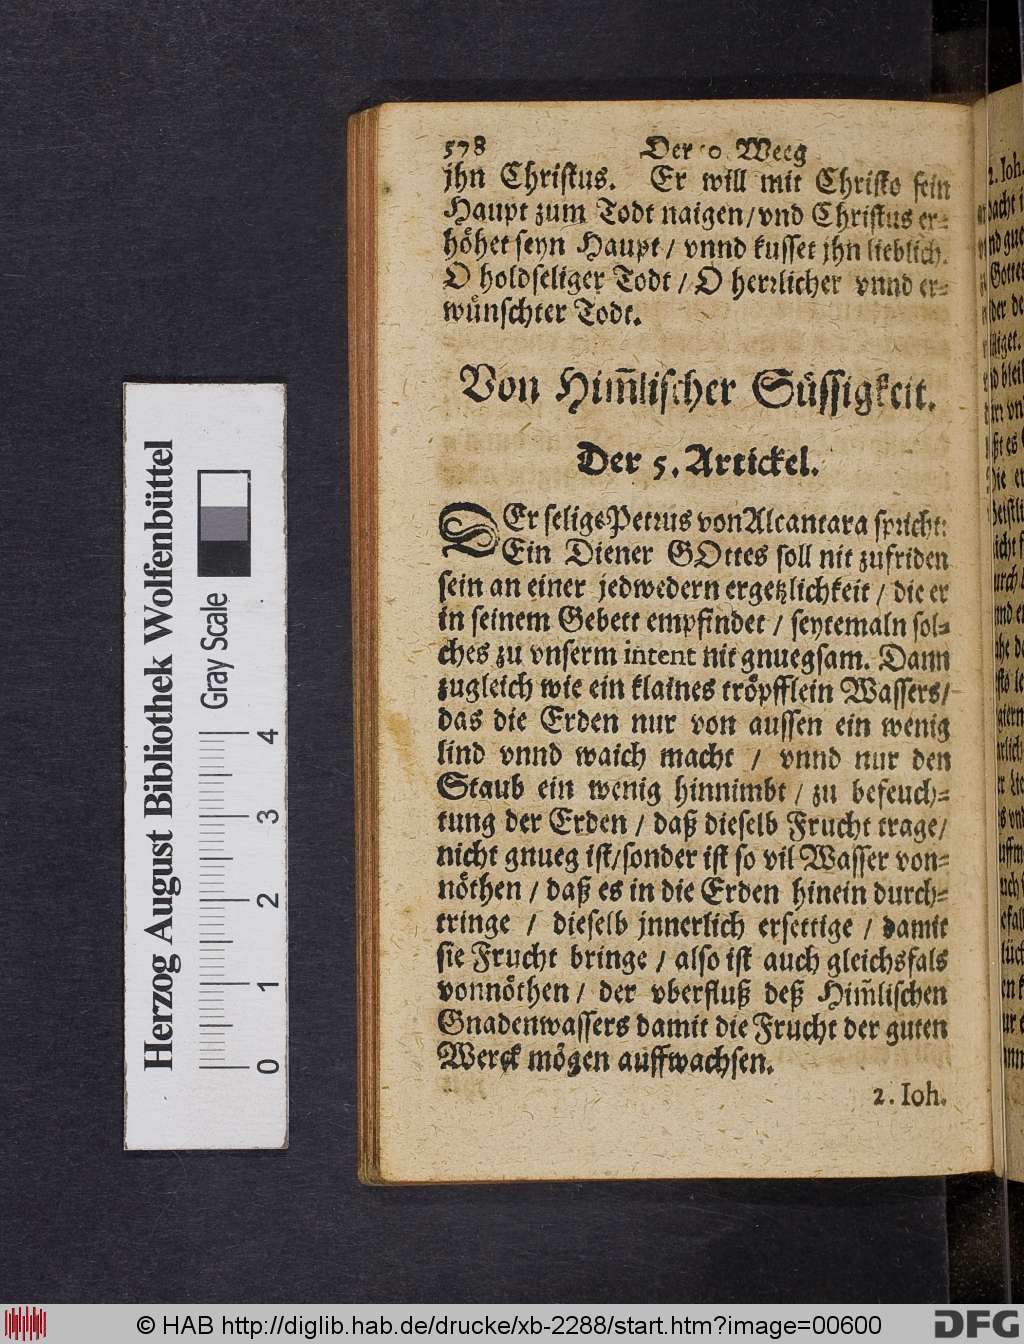 578 Der 10 Weeg
jhn Christus. Er will mit Christo sein
Haupt zum Todt naigen/vnd Christus er-
höhet seyn Haupt/ vnnd kusset jhn lieblich.
O holdseliger Todt / O herrlicher vnnd er-
wünschter Todt.
Von Him̃lischer Süssigkeit.
Der 5. Artickel.
DEr selige Petrus von Alcantara spricht:
Ein Diener GOttes soll nit zufriden
sein an einer jedwedern ergetzlichkeit / die er
in seinem Gebett empfindet / seytemaln sol-
ches zu vnserm intent nit gnuegsam. Dann
zugleich wie ein klaines tröpfflein Wassers/
das die Erden nur von aussen ein wenig
lind vnnd waich macht / vnnd nur den
Staub ein wenig hinnimbt / zu befeuch-
tung der Erden / daß dieselb Frucht trage/
nicht gnueg ist/sonder ist so vil Wasser von-
nöthen / daß es in die Erden hinein durch-
tringe / dieselb jnnerlich ersettige / damit
sie Frucht bringe / also ist auch gleichsfals
vonnöthen / der vberfluß deß Him̃lischen
Gnadenwassers damit die Frucht der guten
Werck mögen auffwachsen.
2. Ioh.
Herzog August Bibliothek Wolfenbüttel
Gray Scale
0 1 2 3 4
© HAB http://diglib.hab.de/drucke/xb-2288/start.htm?image=00600
DFG